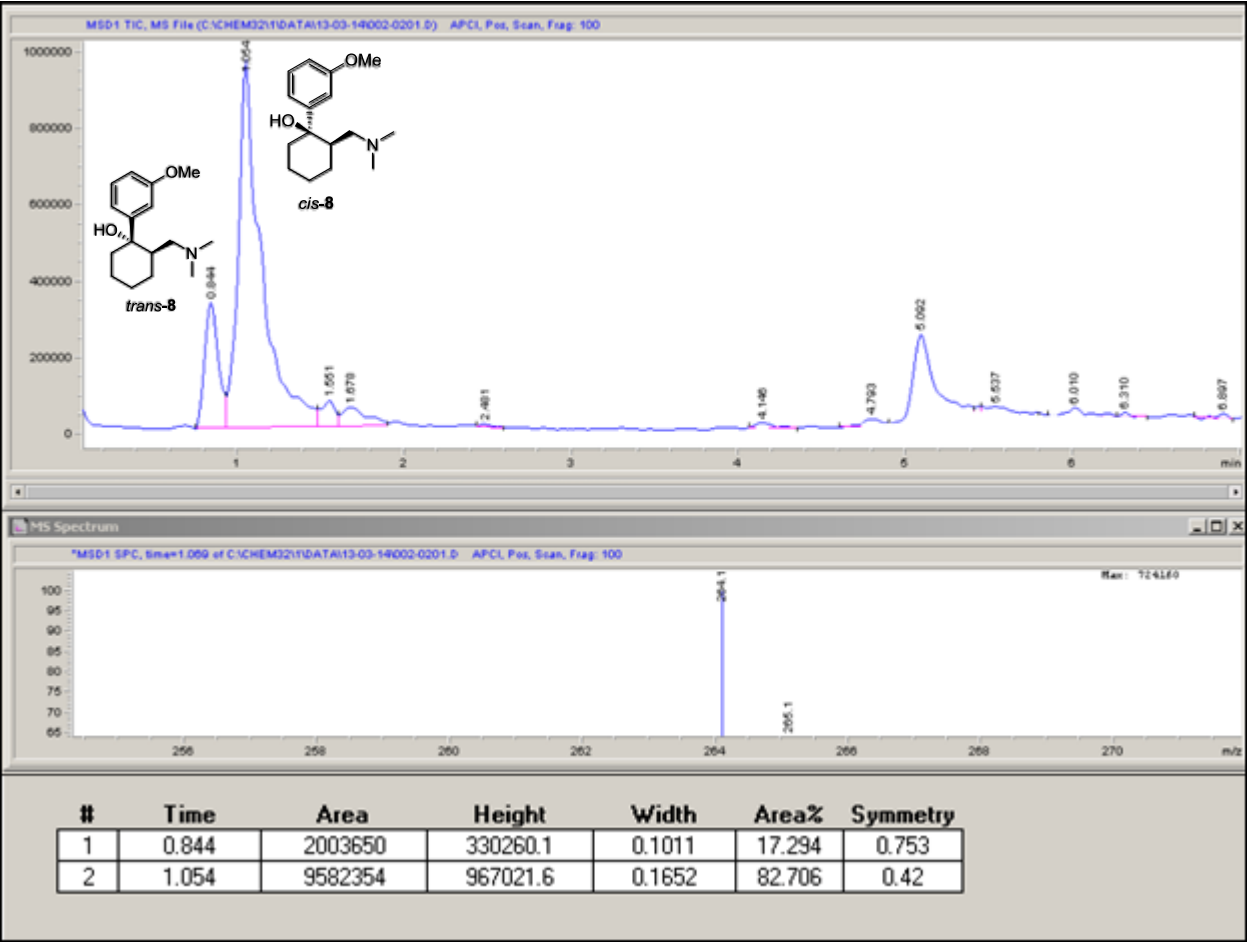 MSD1 TIC, MS File (C:\CHEM32\1\DATA\13-03-14\002-0201.D) APCI, Pos, Scan, Frag: 100
1000000
800000
600000
400000
200000
0
1.054
OMe
HO
N
cis-8
OMe
HO
N
trans-8
0.844
1.551
1.679
2.481
4.146
4.793
5.092
5.537
6.010
6.310
6.897
1 2 3 4 5 6 min
MS Spectrum
*MSD1 SPC, time=1.069 of C:\CHEM32\1\DATA\13-03-14\002-0201.D APCI, Pos, Scan, Frag: 100
Max: 724160
100
95
90
85
80
75
70
65
264.1
265.1
256 258 260 262 264 266 268 270 m/z
# Time Area Height Width Area% Symmetry
1 0.844 2003650 330260.1 0.1011 17.294 0.753
2 1.054 9582354 967021.6 0.1652 82.706 0.42